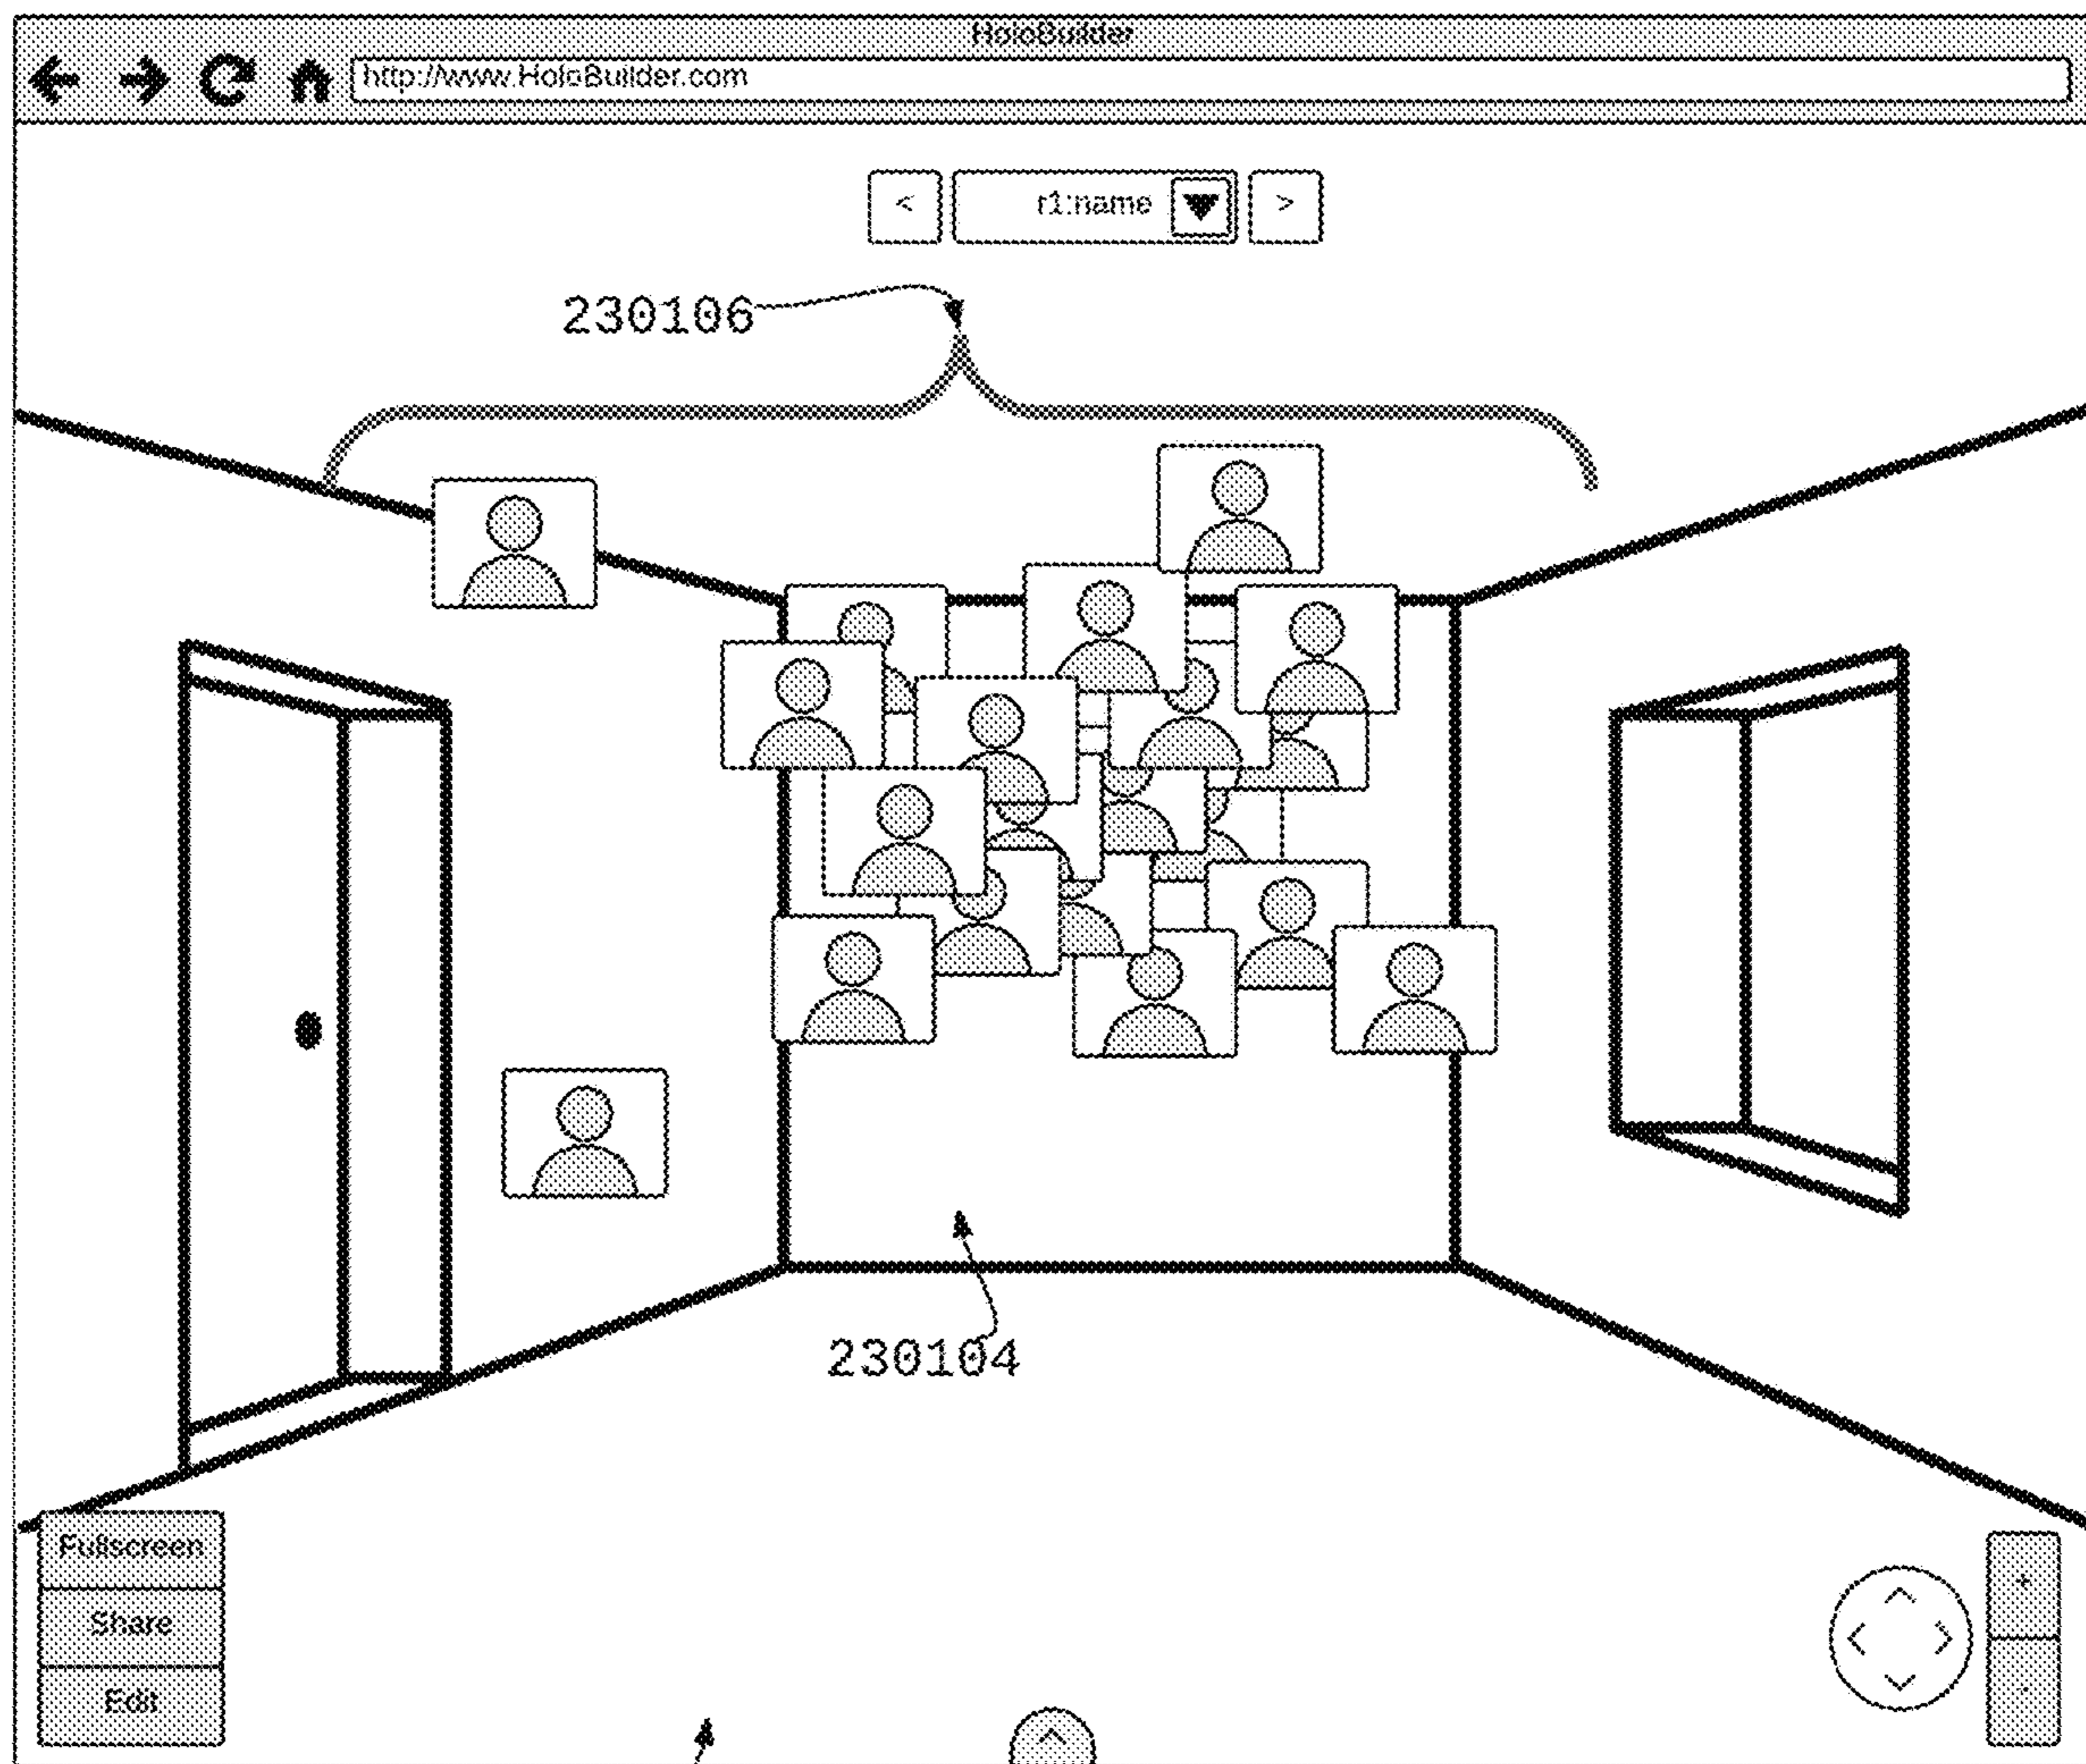 HoloBuilder
http://www.HoloBuilder.com
< r1:name >
230106
230104
Fullscreen
Share
Edit
+
-